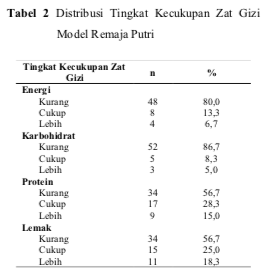 Tabel 2 Distribusi Tingkat Kecukupan Zat Gizi
Model Remaja Putri
Tingkat Kecukupan Zat Gizi n %
Energi
Kurang 48 80,0
Cukup 8 13,3
Lebih 4 6,7
Karbohidrat
Kurang 52 86,7
Cukup 5 8,3
Lebih 3 5,0
Protein
Kurang 34 56,7
Cukup 17 28,3
Lebih 9 15,0
Lemak
Kurang 34 56,7
Cukup 15 25,0
Lebih 11 18,3